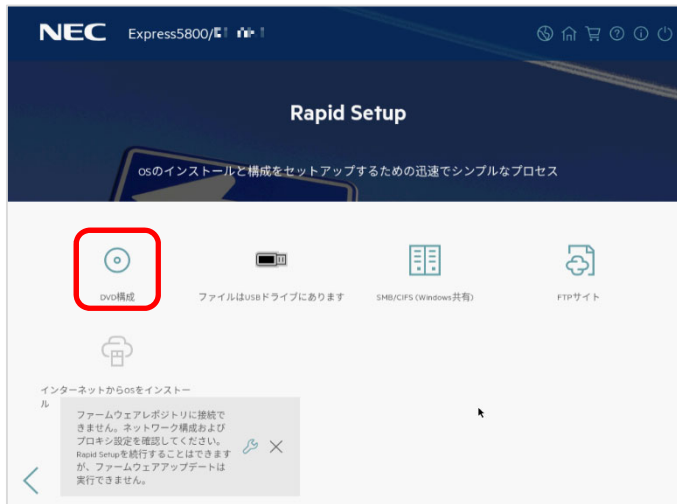 NEC Express5800/
Rapid Setup
OSのインストールと構成をセットアップするための迅速でシンプルなプロセス
DVD構成
ファイルはUSBドライブにあります
SMB/CIFS (Windows共有)
FTPサイト
インターネットからOSをインストー
ル
ファームウェアレポジトリに接続で
きません。ネットワーク構成および
プロキシ設定を確認してください。
Rapid Setupを続行することはできます
が、ファームウェアアップデートは
実行できません。